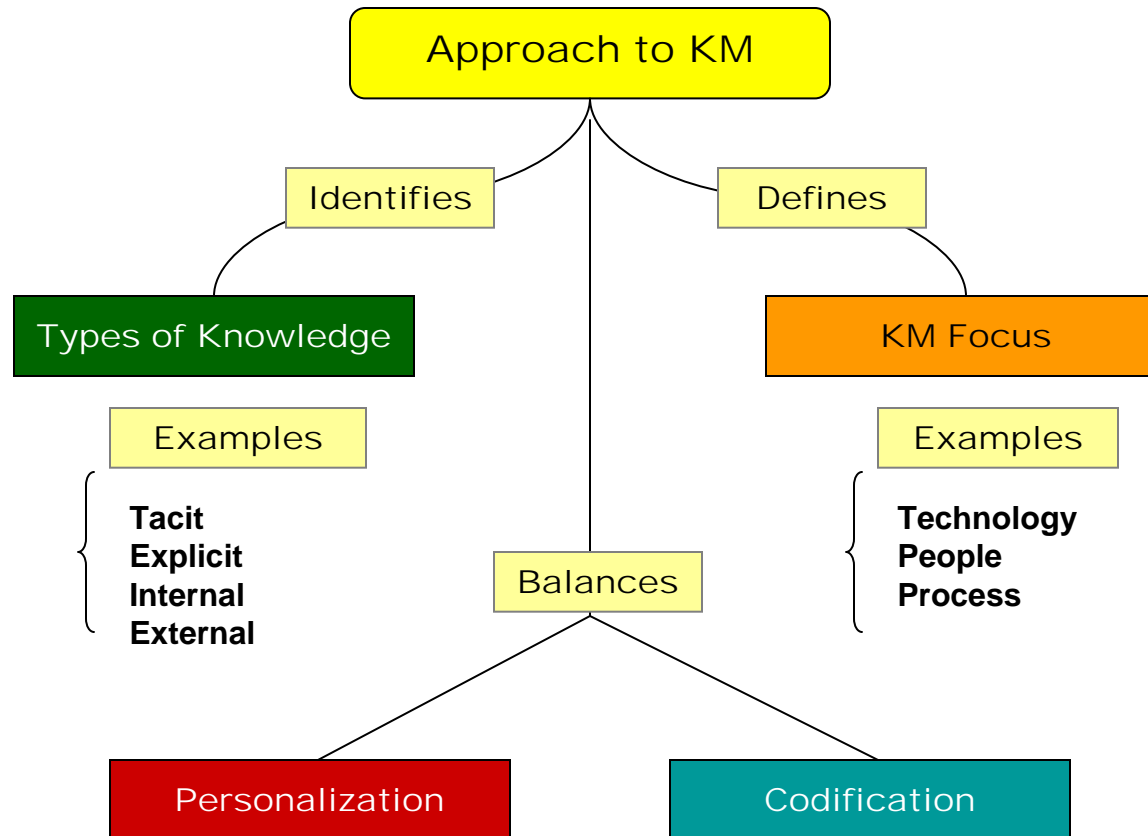 Approach to KM
Identifies
Defines
Types of Knowledge
KM Focus
Examples
Examples
Tacit
Explicit
Internal
External
Technology
People
Process
Balances
Personalization
Codification